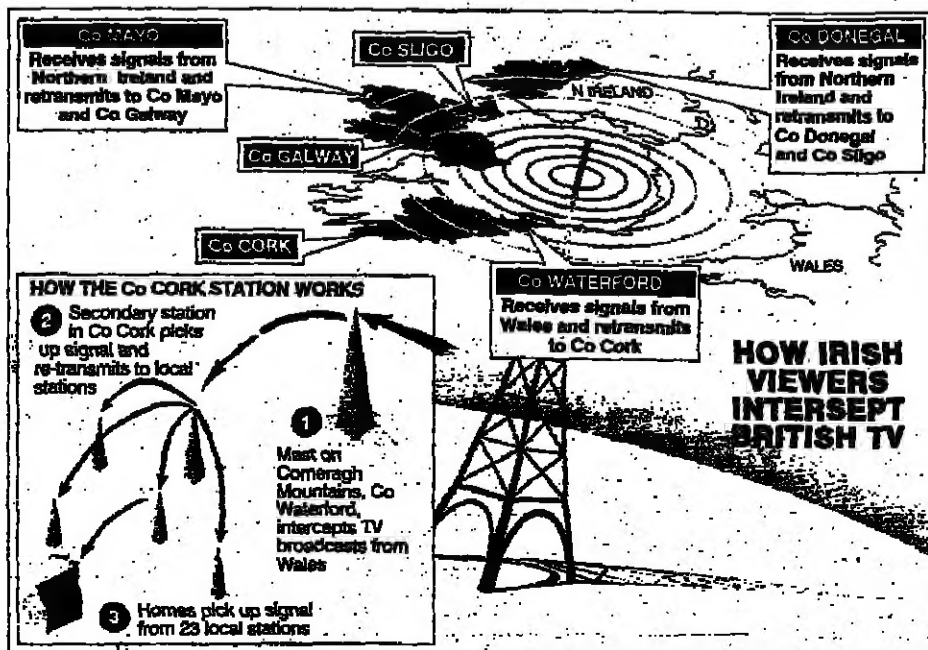 Co MAYO
Receives signals from
Northern Ireland and
retransmits to Co Mayo
and Co Galway
Co SLIGO
Co DONEGAL
Receives signals
from Northern
Ireland and
retransmits to
Co Donegal
and Co Sligo
N IRELAND
Co GALWAY
Co CORK
WALES
Co WATERFORD
Receives signals from
Wales and retransmits
to Co Cork
HOW THE Co CORK STATION WORKS
2 Secondary station
in Co Cork picks
up signal and
re-transmits to local
stations
1
Mast on
Comeragh
Mountains, Co
Waterford,
intercepts TV
broadcasts from
Wales
3 Homes pick up signal
from 23 local stations
HOW IRISH
VIEWERS
INTERSEPT
BRITISH TV